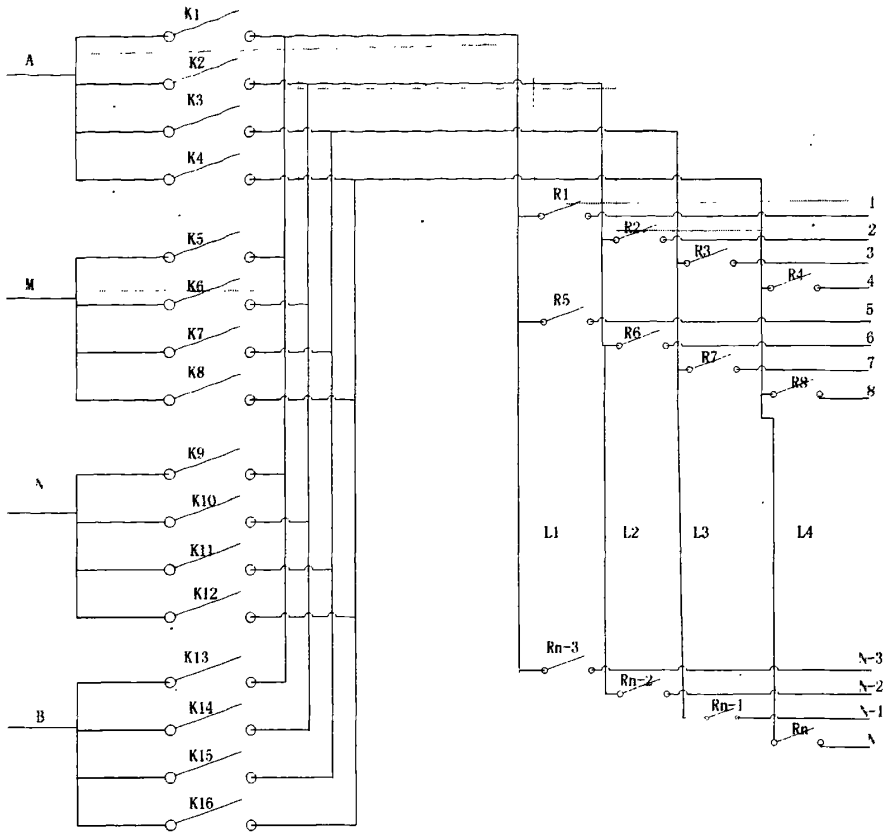 K1
A
K2
K3
K4
R1
1
R2
2
R3
3
R4
4
K5
M
K6
K7
K8
R5
5
R6
6
R7
7
R8
8
K9
N
K10
K11
K12
L1
L2
L3
L4
K13
B
K14
K15
K16
Rn-3
N-3
Rn-2
N-2
Rn=1
N-1
Rn
N